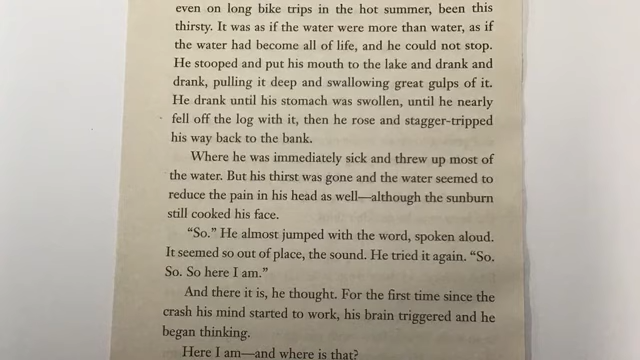 even on long bike trips in the hot summer, been this
thirsty. It was as if the water were more than water, as if
the water had become all of life, and he could not stop.
He stooped and put his mouth to the lake and drank and
drank, pulling it deep and swallowing great gulps of it.
He drank until his stomach was swollen, until he nearly
fell off the log with it, then he rose and stagger-tripped
his way back to the bank.
Where he was immediately sick and threw up most of
the water. But his thirst was gone and the water seemed to
reduce the pain in his head as well—although the sunburn
still cooked his face.
“So.” He almost jumped with the word, spoken aloud.
It seemed so out of place, the sound. He tried it again. “So.
So. So here I am.”
And there it is, he thought. For the first time since the
crash his mind started to work, his brain triggered and he
began thinking.
Here I am—and where is that?